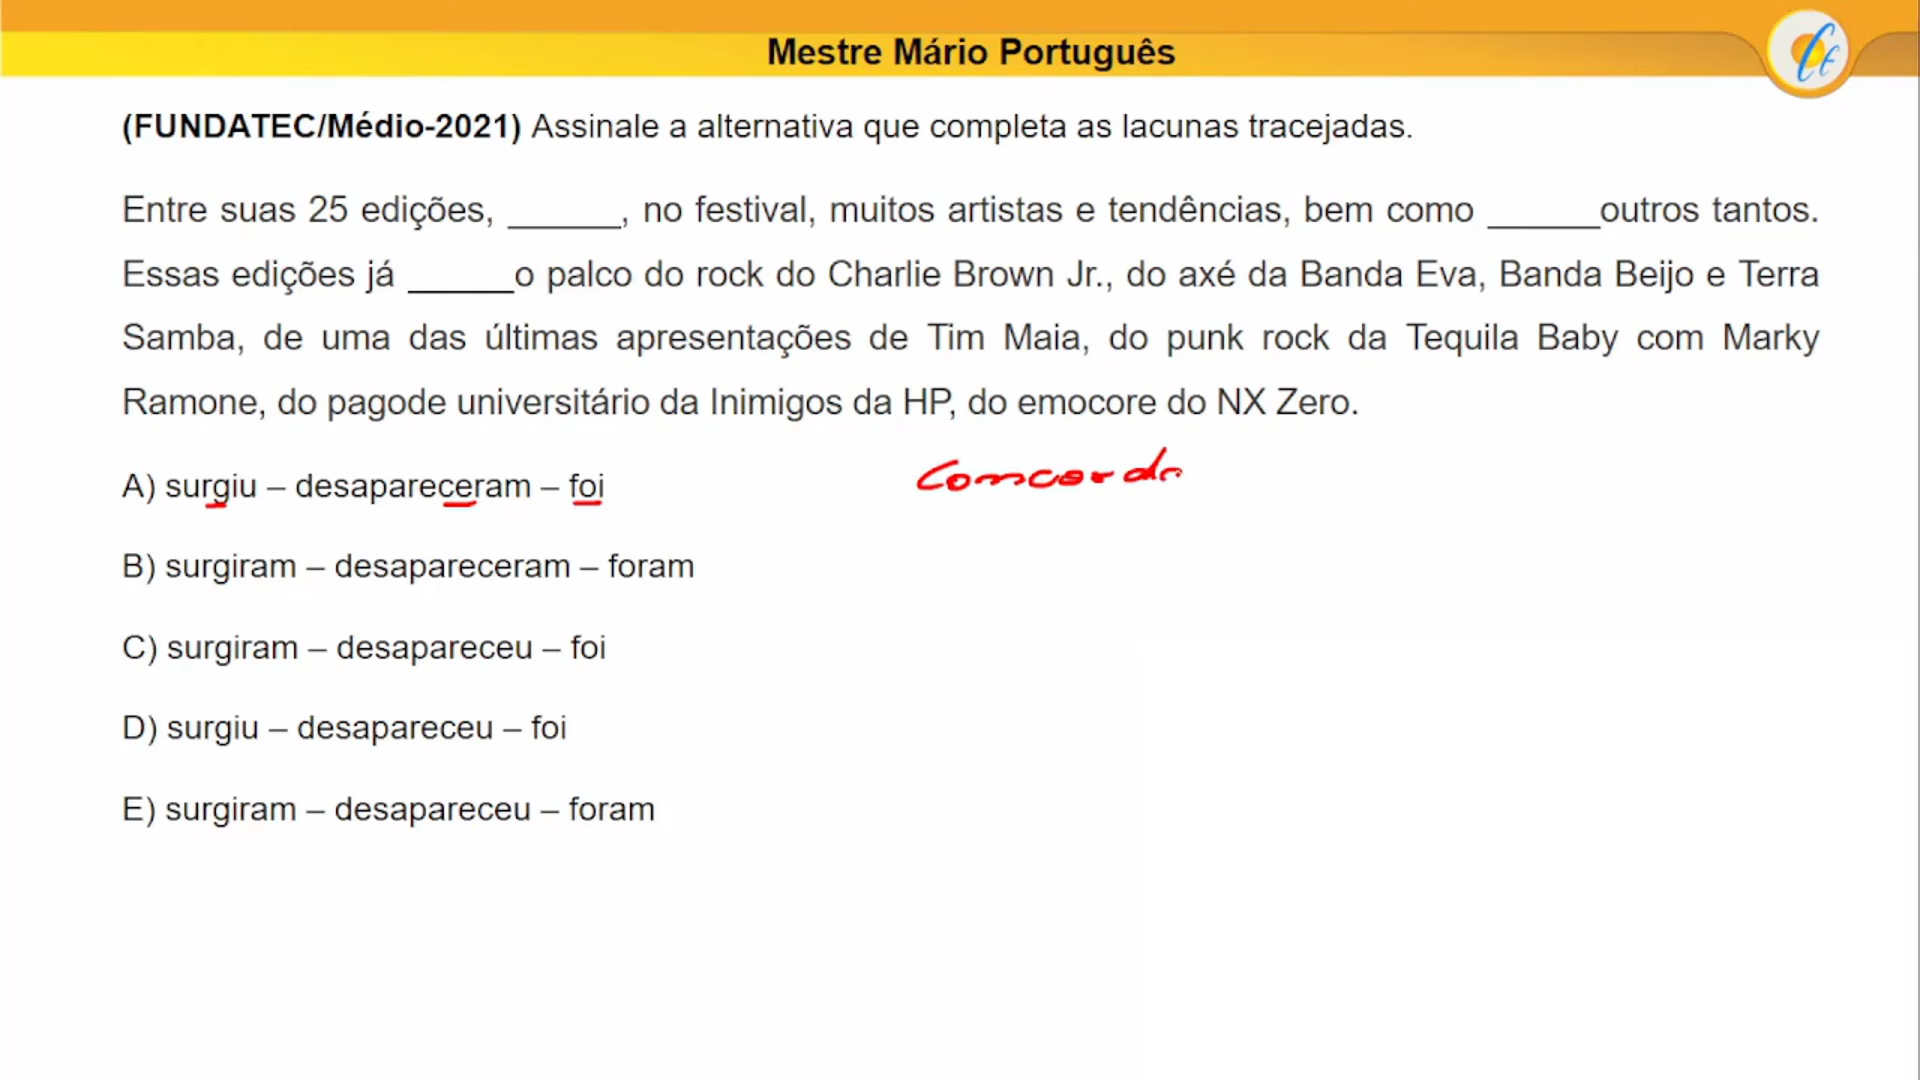 Mestre Mário Português
(FUNDATEC/Médio-2021) Assinale a alternativa que completa as lacunas tracejadas.
Entre suas 25 edições, ______, no festival, muitos artistas e tendências, bem como ______outros tantos.
Essas edições já ______o palco do rock do Charlie Brown Jr., do axé da Banda Eva, Banda Beijo e Terra
Samba, de uma das últimas apresentações de Tim Maia, do punk rock da Tequila Baby com Marky
Ramone, do pagode universitário da Inimigos da HP, do emocore do NX Zero.
Concorda
A) surgiu – desapareceram – foi
B) surgiram – desapareceram – foram
C) surgiram – desapareceu – foi
D) surgiu – desapareceu – foi
E) surgiram – desapareceu – foram